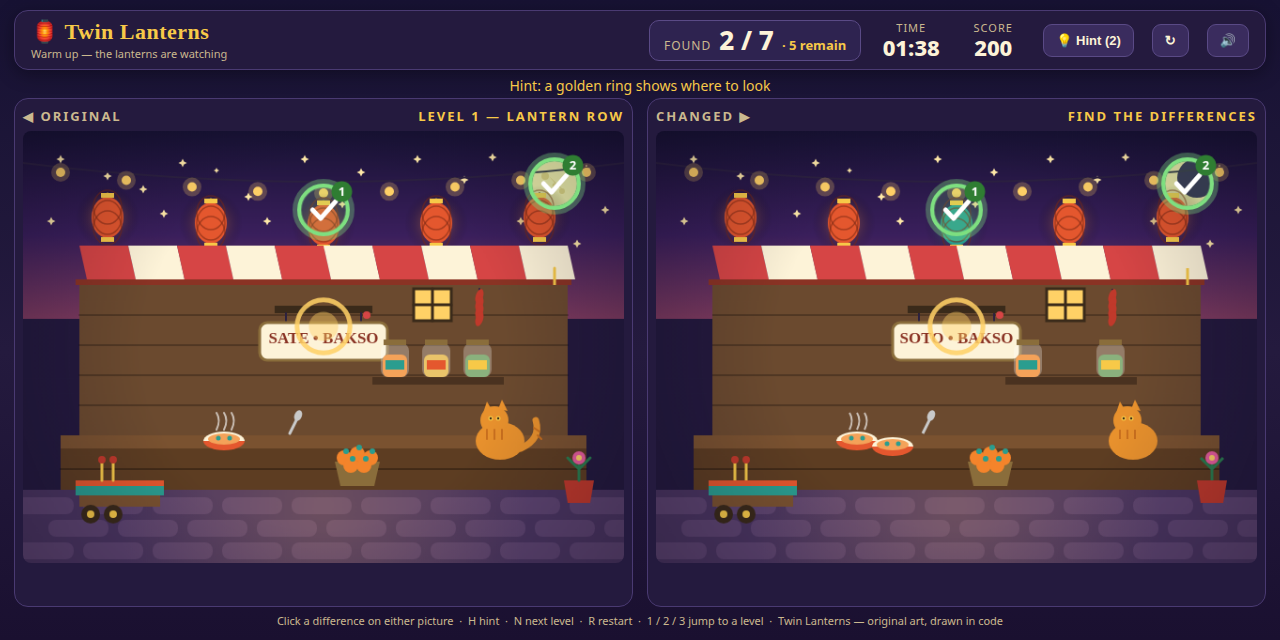 Twin Lanterns
Warm up — the lanterns are watching
FOUND 2 / 7 · 5 remain
TIME
01:38
SCORE
200
💡 Hint (2)
↻
🔊
Hint: a golden ring shows where to look
◀ ORIGINAL
LEVEL 1 — LANTERN ROW
1
2
SATE • BAKSO
CHANGED ▶
FIND THE DIFFERENCES
1
2
SOTO • BAKSO
Click a difference on either picture · H hint · N next level · R restart · 1 / 2 / 3 jump to a level · Twin Lanterns — original art, drawn in code